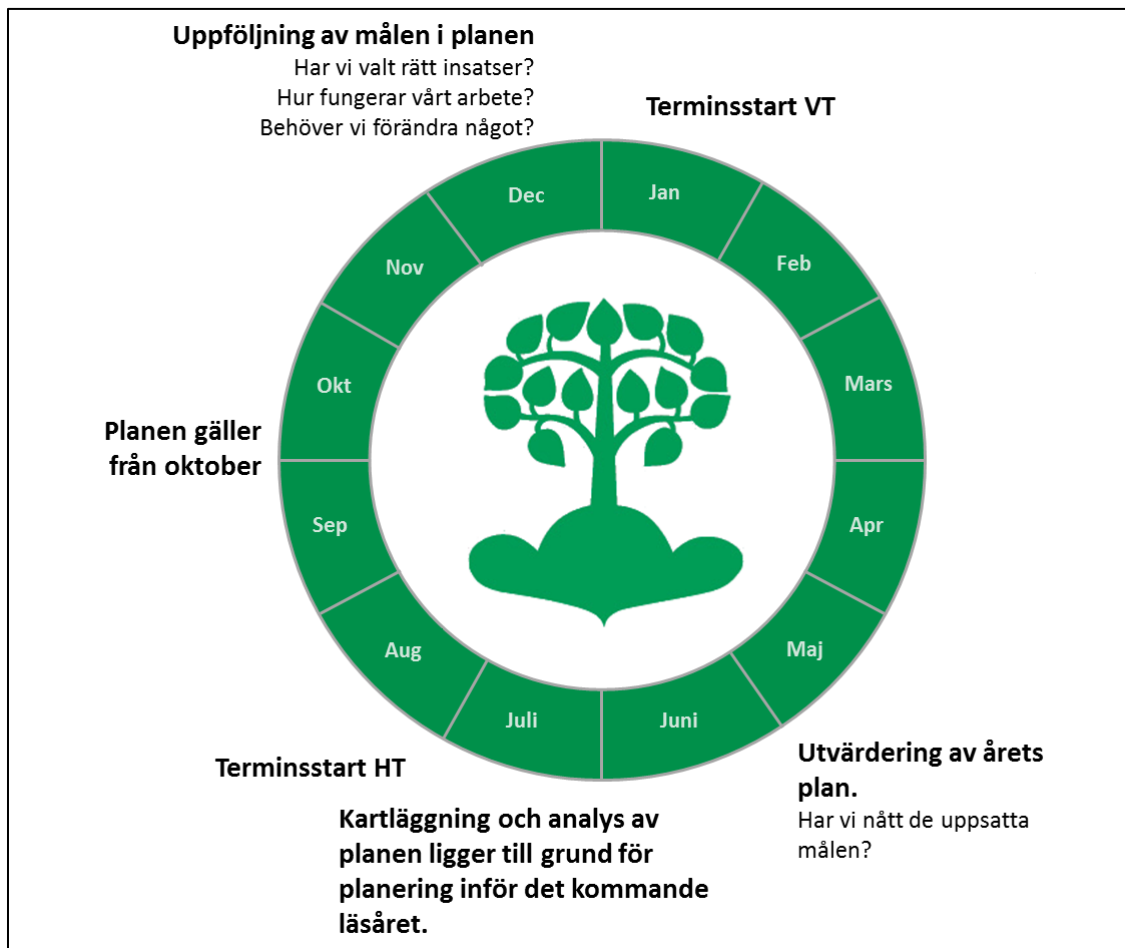 Uppföljning av målen i planen
Har vi valt rätt insatser?
Hur fungerar vårt arbete?
Behöver vi förändra något?
Terminsstart VT
Dec
Jan
Nov
Feb
Okt
Mars
Planen gäller
från oktober
Sep
Apr
Aug
Maj
Juli
Juni
Terminsstart HT
Utvärdering av årets
plan.
Har vi nått de uppsatta
målen?
Kartläggning och analys av
planen ligger till grund för
planering inför det kommande
läsåret.